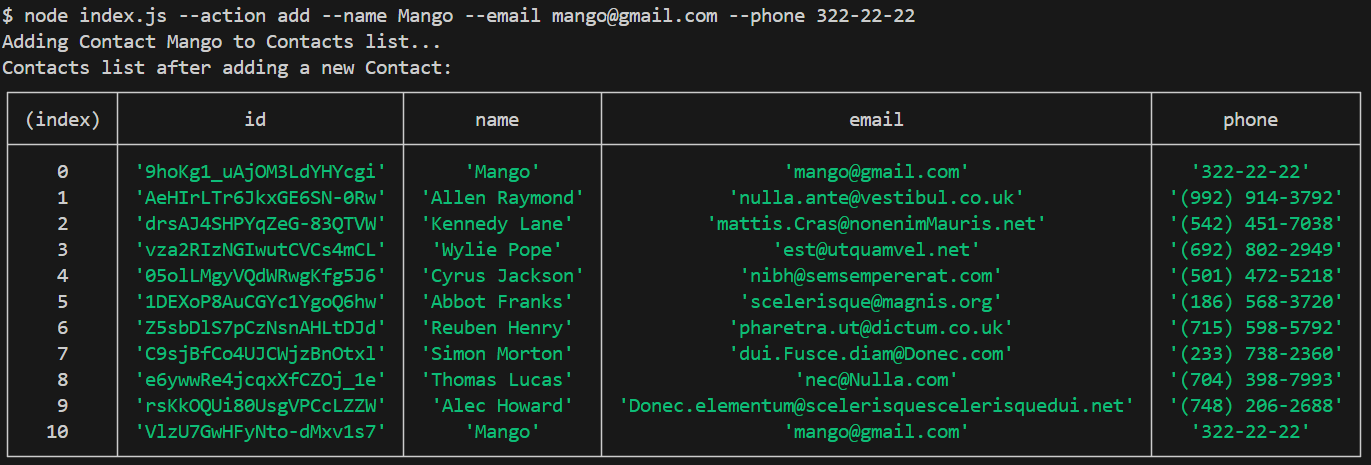 $ node index.js --action add --name Mango --email mango@gmail.com --phone 322-22-22
Adding Contact Mango to Contacts list...
Contacts list after adding a new Contact:
(index) id name email phone
0 '9hoKg1_uAjOM3LdYHYcgi' 'Mango' 'mango@gmail.com' '322-22-22'
1 'AeHIrLTr6JkxGE6SN-0Rw' 'Allen Raymond' 'nulla.ante@vestibul.co.uk' '(992) 914-3792'
2 'drsAJ4SHPYqZeG-83QTVW' 'Kennedy Lane' 'mattis.Cras@nonenimMauris.net' '(542) 451-7038'
3 'vza2RIzNGIwutCVCs4mCL' 'Wylie Pope' 'est@utquamvel.net' '(692) 802-2949'
4 '05olLMgyVQdWRwgKfg5J6' 'Cyrus Jackson' 'nibh@semsempererat.com' '(501) 472-5218'
5 '1DEXoP8AuCGYc1YgoQ6hw' 'Abbot Franks' 'scelerisque@magnis.org' '(186) 568-3720'
6 'Z5sbDlS7pCzNsnAHLtDJd' 'Reuben Henry' 'pharetra.ut@dictum.co.uk' '(715) 598-5792'
7 'C9sjBfCo4UJCWjzBnOtxl' 'Simon Morton' 'dui.Fusce.diam@Donec.com' '(233) 738-2360'
8 'e6ywwRe4jcqxXfCZOj_1e' 'Thomas Lucas' 'nec@Nulla.com' '(704) 398-7993'
9 'rsKkOQUi80UsgVPCcLZZW' 'Alec Howard' 'Donec.elementum@scelerisquescelerisquedui.net' '(748) 206-2688'
10 'VlzU7GwHFyNto-dMxv1s7' 'Mango' 'mango@gmail.com' '322-22-22'